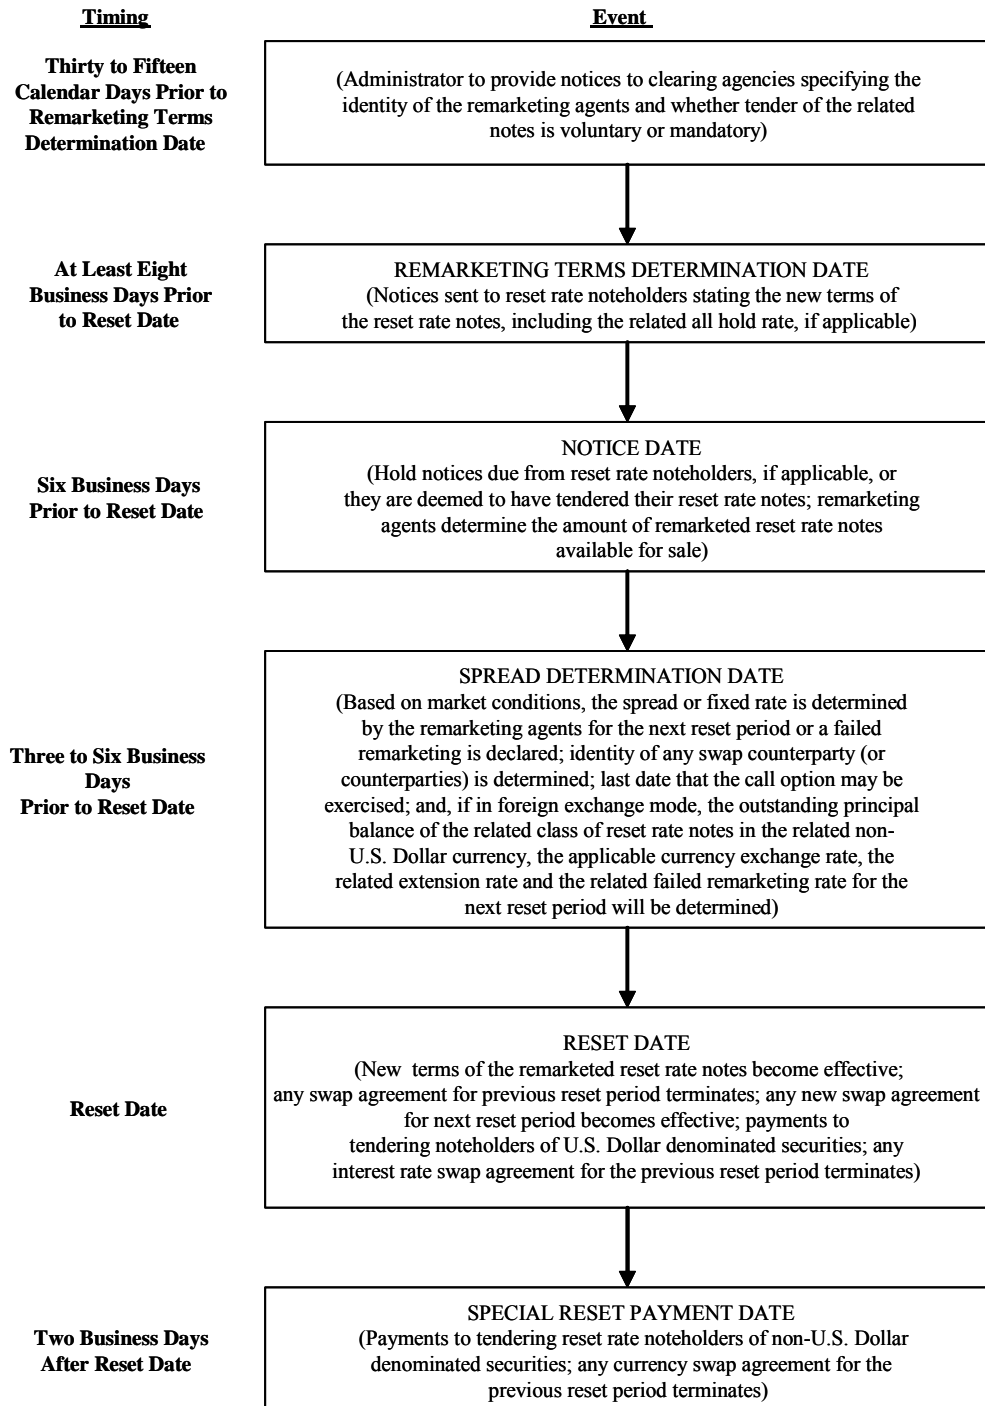 Timing
Event
Thirty to Fifteen
Calendar Days Prior to
Remarketing Terms
Determination Date
(Administrator to provide notices to clearing agencies specifying the
identity of the remarketing agents and whether tender of the related
notes is voluntary or mandatory)
At Least Eight
Business Days Prior
to Reset Date
REMARKETING TERMS DETERMINATION DATE
(Notices sent to reset rate noteholders stating the new terms of
the reset rate notes, including the related all hold rate, if applicable)
Six Business Days
Prior to Reset Date
NOTICE DATE
(Hold notices due from reset rate noteholders, if applicable, or
they are deemed to have tendered their reset rate notes; remarketing
agents determine the amount of remarketed reset rate notes
available for sale)
Three to Six Business
Days
Prior to Reset Date
SPREAD DETERMINATION DATE
(Based on market conditions, the spread or fixed rate is determined
by the remarketing agents for the next reset period or a failed
remarketing is declared; identity of any swap counterparty (or
counterparties) is determined; last date that the call option may be
exercised; and, if in foreign exchange mode, the outstanding principal
balance of the related class of reset rate notes in the related non-
U.S. Dollar currency, the applicable currency exchange rate, the
related extension rate and the related failed remarketing rate for the
next reset period will be determined)
Reset Date
RESET DATE
(New terms of the remarketed reset rate notes become effective;
any swap agreement for previous reset period terminates; any new swap agreement
for next reset period becomes effective; payments to
tendering noteholders of U.S. Dollar denominated securities; any
interest rate swap agreement for the previous reset period terminates)
Two Business Days
After Reset Date
SPECIAL RESET PAYMENT DATE
(Payments to tendering reset rate noteholders of non-U.S. Dollar
denominated securities; any currency swap agreement for the
previous reset period terminates)